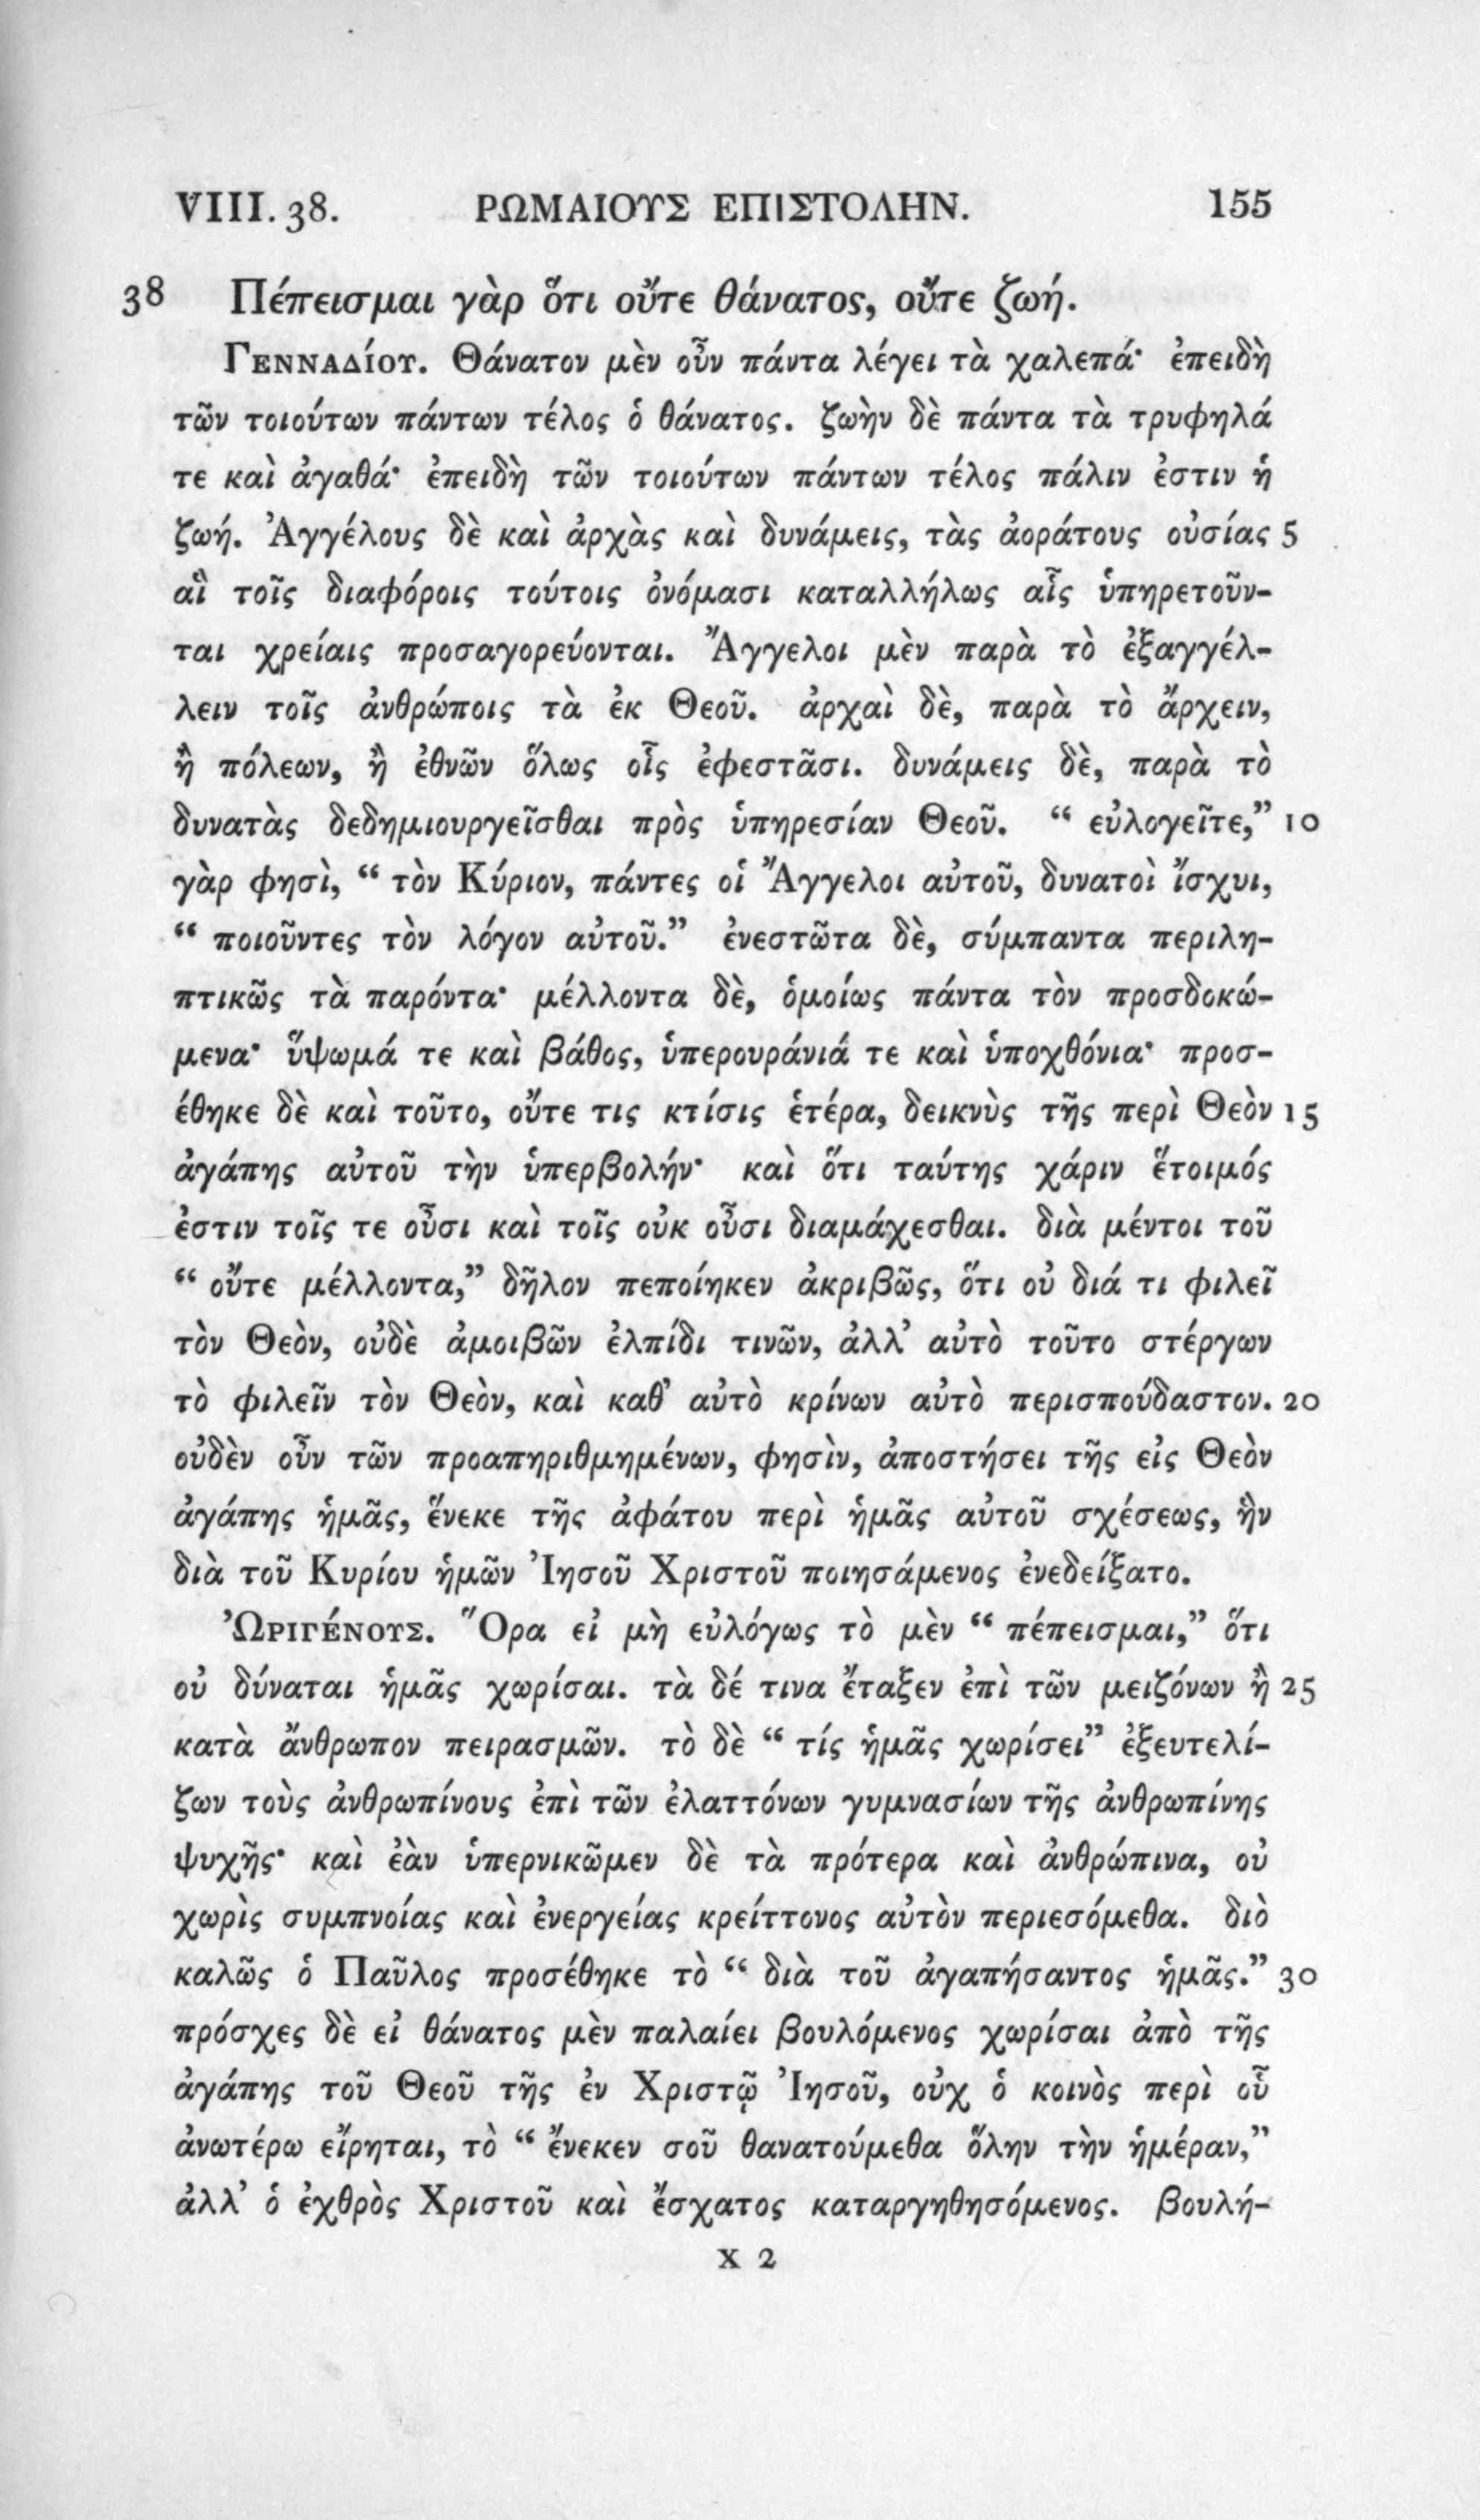 VIII. 38. ΡΩΜΑΙΟΥΣ ΕΠΙΣΤΟΛΗΝ. 155
38 Πέπεισμαι γὰρ ὅτι οὔτε θάνατος, οὔτε ζωή.
Γενναδίου. Θάνατον μὲν οὖν πάντα λέγει τὰ χαλεπά· ἐπειδὴ
τῶν τοιούτων πάντων τέλος ὁ θάνατος. ζωὴν δὲ πάντα τὰ τρυφηλά
τε καὶ ἀγαθά· ἐπειδὴ τῶν τοιούτων πάντων τέλος πάλιν ἐστιν ἡ
ζωή. Ἀγγέλους δὲ καὶ ἀρχὰς καὶ δυνάμεις, τὰς ἀοράτους οὐσίας 5
αἳ τοῖς διαφόροις τούτοις ὀνόμασι καταλλήλως αἷς ὑπηρετοῦν-
ται χρείαις προσαγορεύονται. Ἄγγελοι μὲν παρὰ τὸ ἐξαγγέλ-
λειν τοῖς ἀνθρώποις τὰ ἐκ Θεοῦ. ἀρχαὶ δὲ, παρὰ τὸ ἄρχειν,
ἢ πόλεων, ἢ ἐθνῶν ὅλως οἷς ἐφεστᾶσι. δυνάμεις δὲ, παρὰ τὸ
δυνατὰς δεδημιουργεῖσθαι πρὸς ὑπηρεσίαν Θεοῦ. “ εὐλογεῖτε,” 10
γὰρ φησὶ, “ τὸν Κύριον, πάντες οἱ Ἄγγελοι αὐτοῦ, δυνατοὶ ἴσχυι,
“ ποιοῦντες τὸν λόγον αὐτοῦ.” ἐνεστῶτα δὲ, σύμπαντα περιλη-
πτικῶς τὰ παρόντα· μέλλοντα δὲ, ὁμοίως πάντα τὸν προσδοκώ-
μενα· ὕψωμά τε καὶ βάθος, ὑπερουράνιά τε καὶ ὑποχθόνια· προσ-
έθηκε δὲ καὶ τοῦτο, οὔτε τις κτίσις ἑτέρα, δεικνὺς τῆς περὶ Θεὸν 15
ἀγάπης αὐτοῦ τὴν ὑπερβολήν· καὶ ὅτι ταύτης χάριν ἕτοιμός
ἐστιν τοῖς τε οὖσι καὶ τοῖς οὐκ οὖσι διαμάχεσθαι. διὰ μέντοι τοῦ
“ οὔτε μέλλοντα,” δῆλον πεποίηκεν ἀκριβῶς, ὅτι οὐ διά τι φιλεῖ
τὸν Θεὸν, οὐδὲ ἀμοιβῶν ἐλπίδι τινῶν, ἀλλ’ αὐτὸ τοῦτο στέργων
τὸ φιλεῖν τὸν Θεὸν, καὶ καθ’ αὐτὸ κρίνων αὐτὸ περισπούδαστον. 20
οὐδὲν οὖν τῶν προαπηριθμημένων, φησὶν, ἀποστήσει τῆς εἰς Θεὸν
ἀγάπης ἡμᾶς, ἕνεκε τῆς ἀφάτου περὶ ἡμᾶς αὐτοῦ σχέσεως, ἣν
διὰ τοῦ Κυρίου ἡμῶν Ἰησοῦ Χριστοῦ ποιησάμενος ἐνεδείξατο.
Ὠριγένους. Ὅρα εἰ μὴ εὐλόγως τὸ μὲν “ πέπεισμαι,” ὅτι
οὐ δύναται ἡμᾶς χωρίσαι. τὰ δέ τινα ἔταξεν ἐπὶ τῶν μειζόνων ἢ 25
κατὰ ἄνθρωπον πειρασμῶν. τὸ δὲ “ τίς ἡμᾶς χωρίσει” ἐξευτελί-
ζων τοὺς ἀνθρωπίνους ἐπὶ τῶν ἐλαττόνων γυμνασίων τῆς ἀνθρωπίνης
ψυχῆς· καὶ ἐὰν ὑπερνικῶμεν δὲ τὰ πρότερα καὶ ἀνθρώπινα, οὐ
χωρὶς συμπνοίας καὶ ἐνεργείας κρείττονος αὐτὸν περιεσόμεθα. διὸ
καλῶς ὁ Παῦλος προσέθηκε τὸ “ διὰ τοῦ ἀγαπήσαντος ἡμᾶς.” 30
πρόσχες δὲ εἰ θάνατος μὲν παλαίει βουλόμενος χωρίσαι ἀπὸ τῆς
ἀγάπης τοῦ Θεοῦ τῆς ἐν Χριστῷ Ἰησοῦ, οὐχ ὁ κοινὸς περὶ οὗ
ἀνωτέρω εἴρηται, τὸ “ ἕνεκεν σοῦ θανατούμεθα ὅλην τὴν ἡμέραν,”
ἀλλ’ ὁ ἐχθρὸς Χριστοῦ καὶ ἔσχατος καταργηθησόμενος. βουλή-
X 2